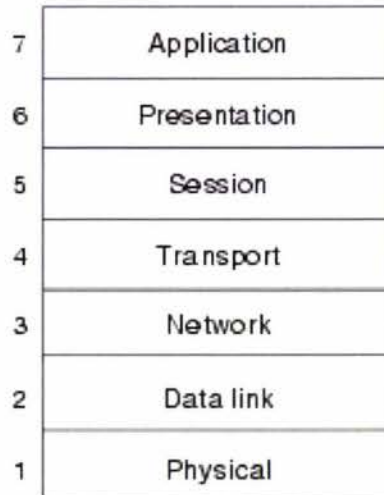 7 Application
6 Presentation
5 Session
4 Transport
3 Network
2 Data link
1 Physical